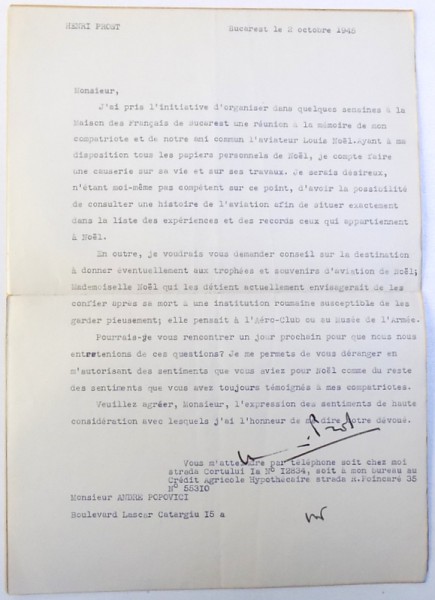 HENRI PROST
Bucarest le 2 octobre 1945
Monsieur,
J'ai pris l'initiative d'organiser dans quelques semaines à la
Maison des Français de Bucarest une réunion à la mémoire de mon
compatriote et de notre ami commun l'aviateur Louis Noël.Ayant à ma
disposition tous les papiers personnels de Noël, je compte faire
une causerie sur sa vie et sur ses travaux. Je serais désireux,
n'étant moi-même pas compétent sur ce point, d'avoir la possibilité
de consulter une histoire de l'aviation afin de situer exactement
dans la liste des expériences et des records ceux qui appartiennent
à Noël.
En outre, je voudrais vous demander conseil sur la destination
à donner éventuellement aux trophées et souvenirs d'aviation de Noël;
Mademoiselle Noël qui les détient actuellement envisagerait de les
confier après sa mort à une institution roumaine susceptible de les
garder pieusement; elle pensait à l'Aéro-Club ou au Musée de l'Armée.
Pourrais-je vous rencontrer un jour prochain pour que nous nous
entretenions de ces questions? Je me permets de vous déranger en
m'autorisant des sentiments que vous aviez pour Noël comme du reste
des sentiments que vous avez toujours témoignés à mes compatriotes.
Veuillez agréer, Monsieur, l'expression des sentiments de haute
considération avec lesquels j'ai l'honneur de me dire votre dévoué.
Prost
Vous m'atteindre par téléphone soit chez moi
strada Cortului 1a No 12834, soit à mon bureau au
Crédit Agricole Hypothécaire strada R.Poincaré 35
No 55310
Monsieur ANDRE POPOVICI
Boulevard Lascar Catargiu 15 a